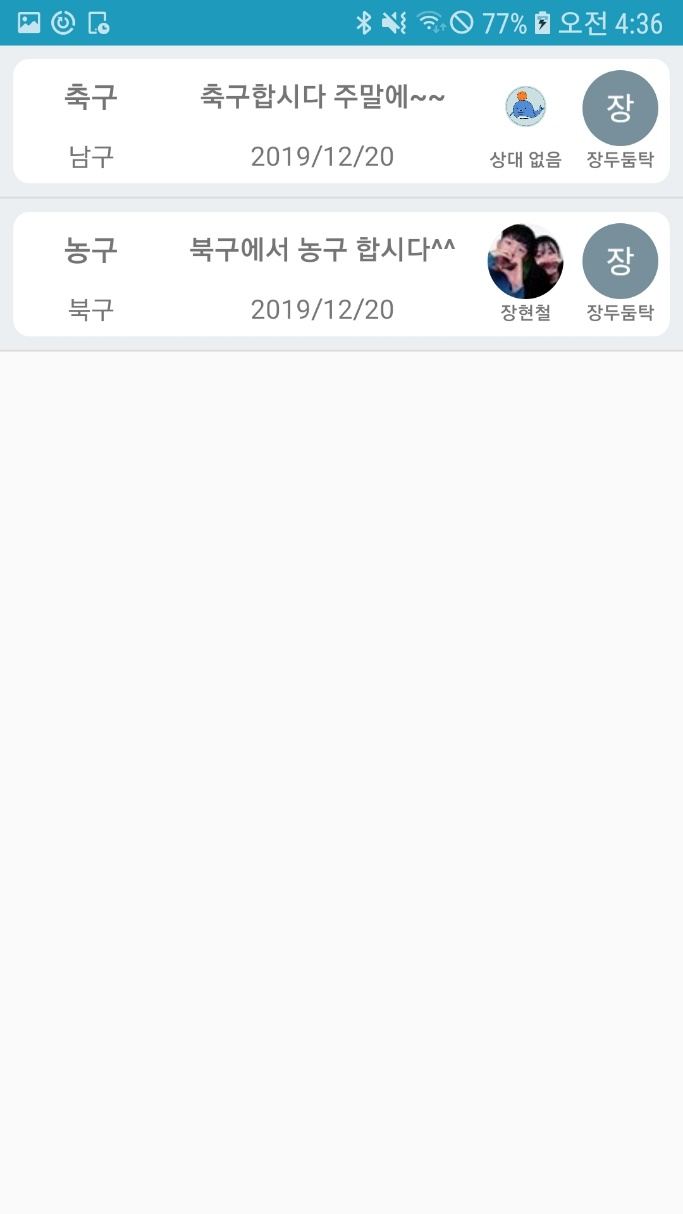 77% 오전 4:36
축구 축구합시다 주말에~~ 장
남구 2019/12/20 상대 없음 장두둠탁
농구 북구에서 농구 합시다^^ 장
북구 2019/12/20 장현철 장두둠탁